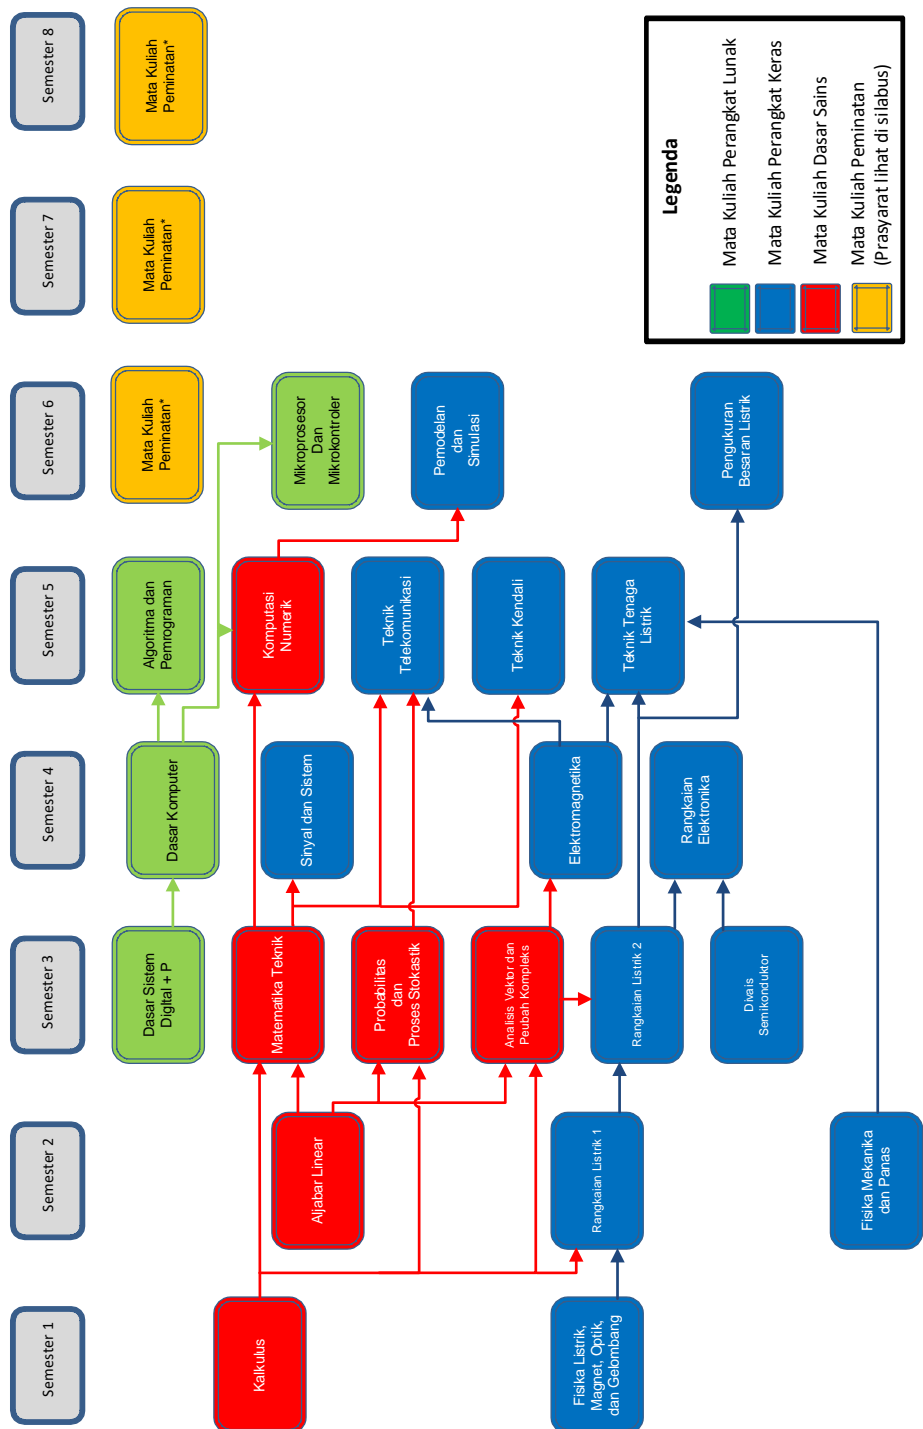 Semester 1
Semester 2
Semester 3
Semester 4
Semester 5
Semester 6
Semester 7
Semester 8
Kalkulus
Fisika Listrik,
Magnet, Optik,
dan Gelombang
Aljabar Linear
Rangkaian Listrik 1
Fisika Mekanika
dan Panas
Dasar Sistem
Digital + P
Matematika Teknik
Probabilitas
dan
Proses Stokastik
Analisis Vektor dan
Peubah Kompleks
Rangkaian Listrik 2
Divais
Semikonduktor
Dasar Komputer
Sinyal dan Sistem
Elektromagnetika
Rangkaian
Elektronika
Algoritma dan
Pemrograman
Komputasi
Numerik
Teknik
Telekomunikasi
Teknik Kendali
Teknik Tenaga
Listrik
Mata Kuliah
Peminatan*
Mikroprosesor
Dan
Mikrokontroler
Pemodelan
dan
Simulasi
Pengukuran
Besaran Listrik
Mata Kuliah
Peminatan*
Mata Kuliah
Peminatan*
Legenda
Mata Kuliah Perangkat Lunak
Mata Kuliah Perangkat Keras
Mata Kuliah Dasar Sains
Mata Kuliah Peminatan
(Prasyarat lihat di silabus)